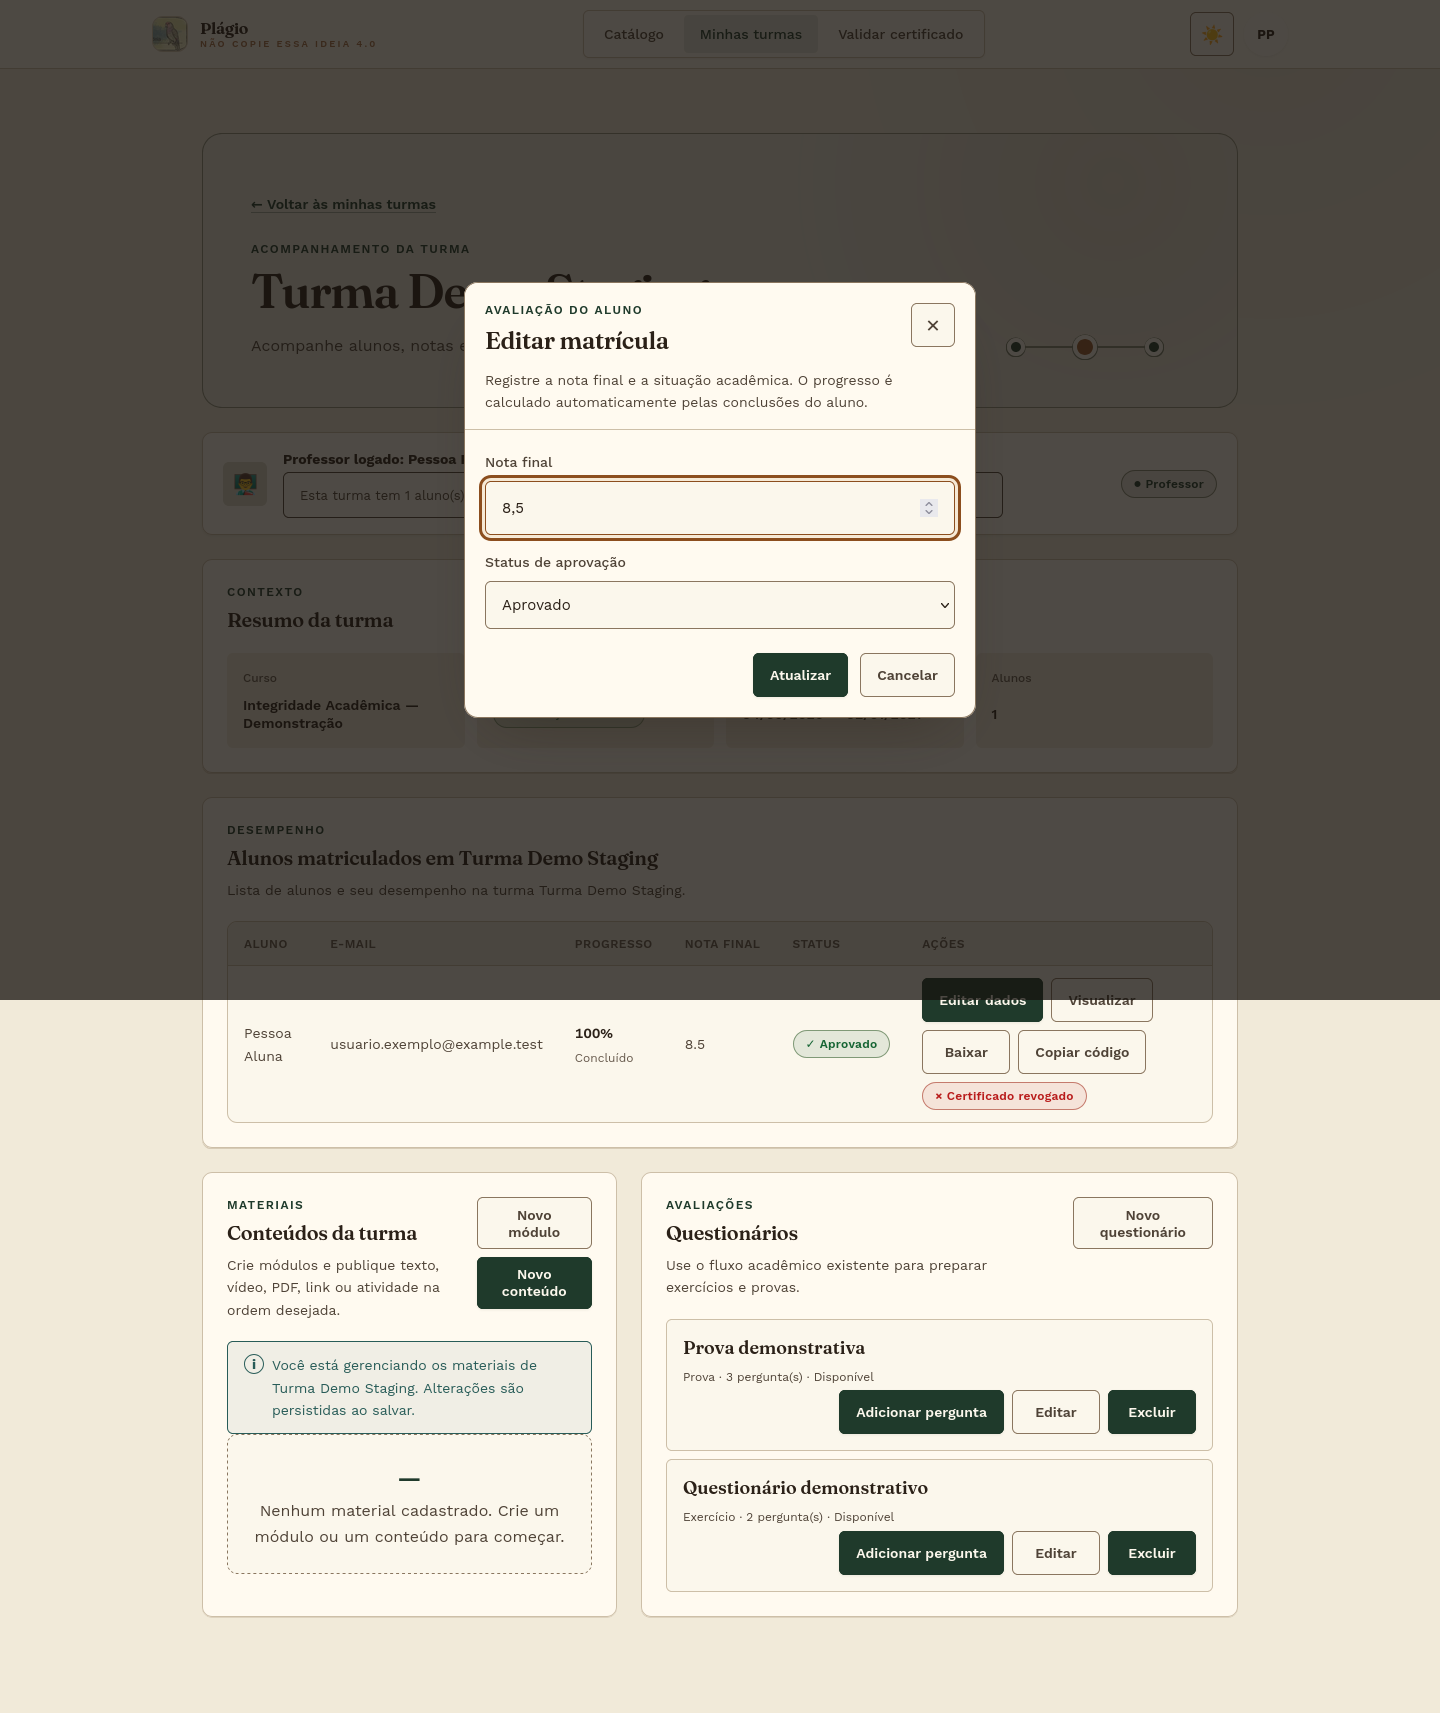 Plágio
NÃO COPIE ESSA IDEIA 4.0
Catálogo
Minhas turmas
Validar certificado
PP
← Voltar às minhas turmas
ACOMPANHAMENTO DA TURMA
Turma De
Acompanhe alunos, notas e
AVALIAÇÃO DO ALUNO
Editar matrícula
×
Registre a nota final e a situação acadêmica. O progresso é
calculado automaticamente pelas conclusões do aluno.
Nota final
8,5
Status de aprovação
Aprovado
Atualizar
Cancelar
Professor logado: Pessoa
Esta turma tem 1 aluno(s)
Professor
CONTEXTO
Resumo da turma
Curso
Integridade Acadêmica —
Demonstração
Alunos
1
DESEMPENHO
Alunos matriculados em Turma Demo Staging
Lista de alunos e seu desempenho na turma Turma Demo Staging.
ALUNO
E-MAIL
PROGRESSO
NOTA FINAL
STATUS
AÇÕES
Pessoa
Aluna
usuario.exemplo@example.test
100%
Concluído
8.5
✓ Aprovado
Editar dados
Visualizar
Baixar
Copiar código
× Certificado revogado
MATERIAIS
Conteúdos da turma
Crie módulos e publique texto,
vídeo, PDF, link ou atividade na
ordem desejada.
Novo
módulo
Novo
conteúdo
Você está gerenciando os materiais de
Turma Demo Staging. Alterações são
persistidas ao salvar.
—
Nenhum material cadastrado. Crie um
módulo ou um conteúdo para começar.
AVALIAÇÕES
Questionários
Use o fluxo acadêmico existente para preparar
exercícios e provas.
Novo
questionário
Prova demonstrativa
Prova · 3 pergunta(s) · Disponível
Adicionar pergunta
Editar
Excluir
Questionário demonstrativo
Exercício · 2 pergunta(s) · Disponível
Adicionar pergunta
Editar
Excluir